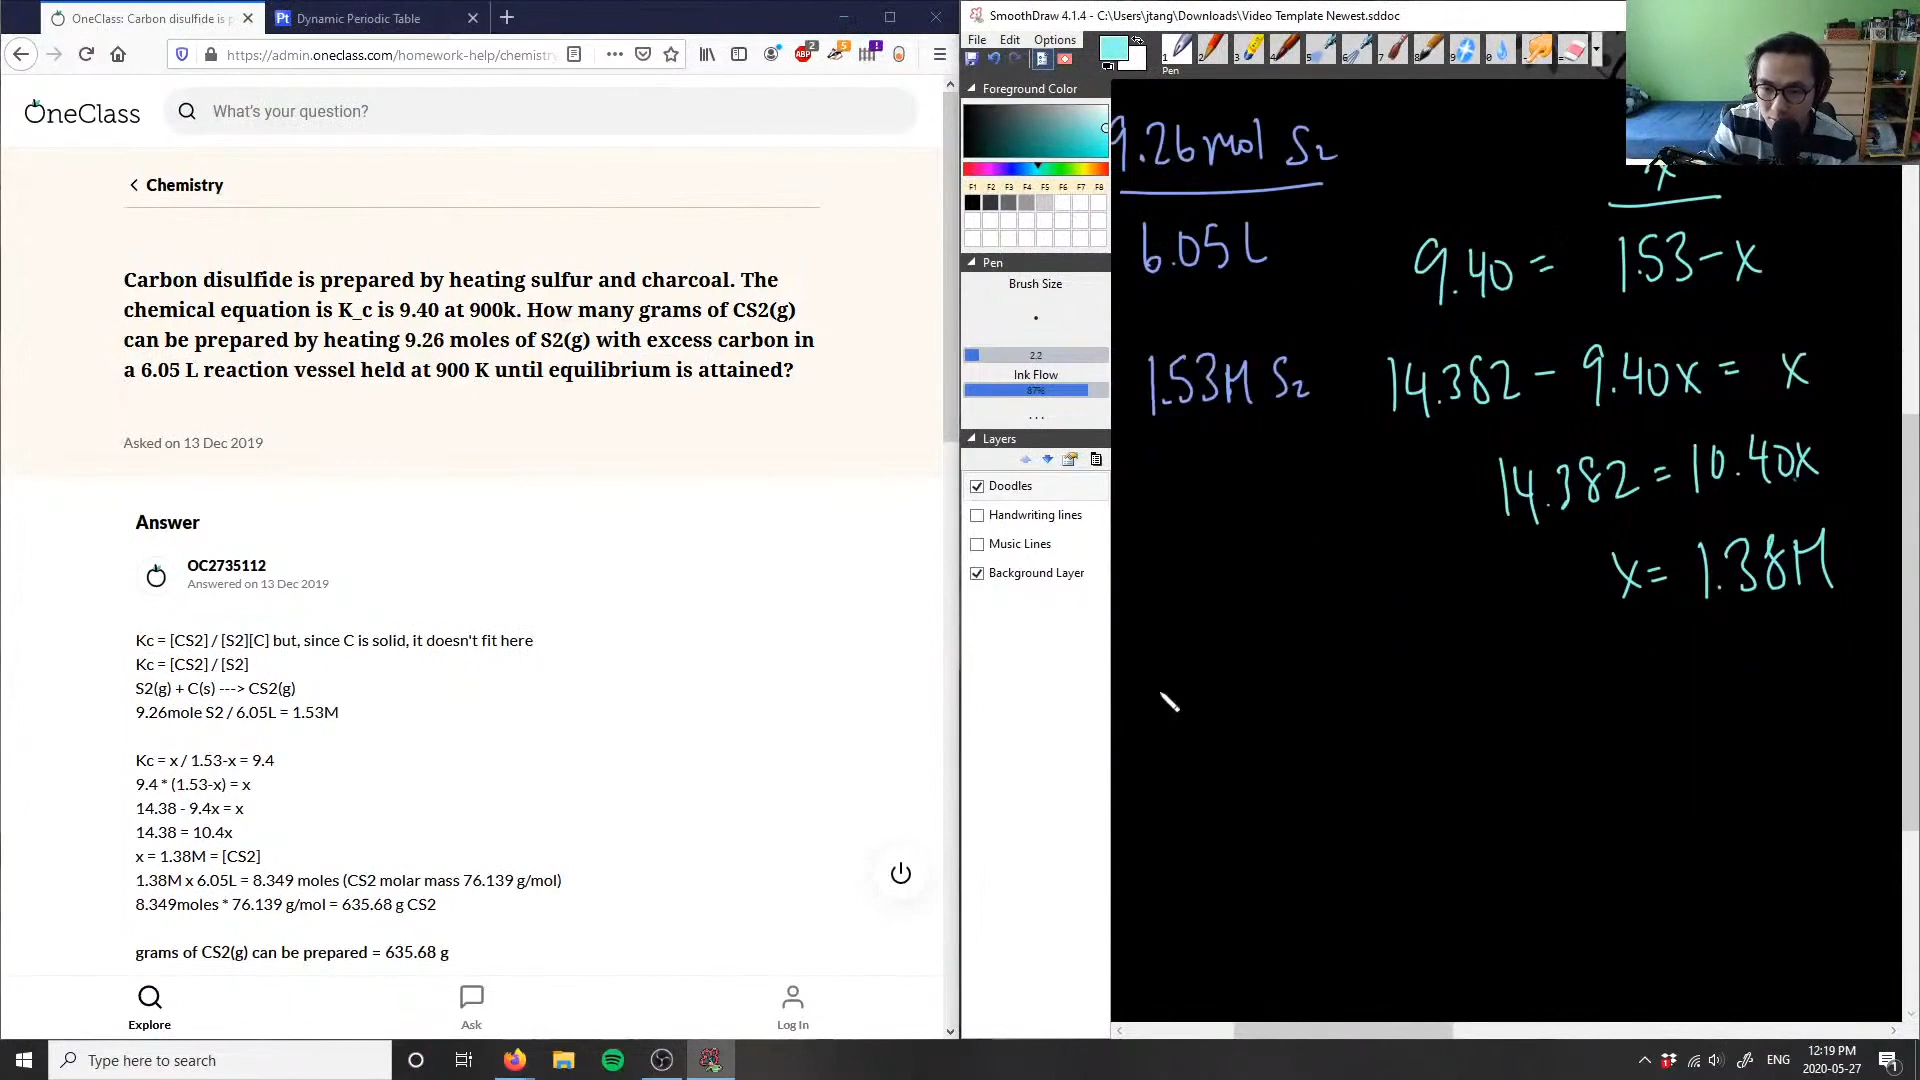 OneClass: Carbon disulfide is p
Dynamic Periodic Table
https://admin.oneclass.com/homework-help/chemistry
OneClass
What's your question?
Chemistry
Carbon disulfide is prepared by heating sulfur and charcoal. The
chemical equation is K_c is 9.40 at 900k. How many grams of CS2(g)
can be prepared by heating 9.26 moles of S2(g) with excess carbon in
a 6.05 L reaction vessel held at 900 K until equilibrium is attained?
Asked on 13 Dec 2019
Answer
OC2735112
Answered on 13 Dec 2019
Kc = [CS2] / [S2][C] but, since C is solid, it doesn't fit here
Kc = [CS2] / [S2]
S2(g) + C(s) ---> CS2(g)
9.26mole S2 / 6.05L = 1.53M
Kc = x / 1.53-x = 9.4
9.4 * (1.53-x) = x
14.38 - 9.4x = x
14.38 = 10.4x
x = 1.38M = [CS2]
1.38M x 6.05L = 8.349 moles (CS2 molar mass 76.139 g/mol)
8.349moles * 76.139 g/mol = 635.68 g CS2
grams of CS2(g) can be prepared = 635.68 g
Explore
Ask
Log In
SmoothDraw 4.1.4 - C:\Users\jtang\Downloads\Video Template Newest.sddoc
File Edit Options
Pen
Foreground Color
F1 F2 F3 F4 F5 F6 F7 F8
Pen
Brush Size
2.2
Ink Flow
87%
...
Layers
Doodles
Handwriting lines
Music Lines
Background Layer
9.26 mol S2
6.05 L
1.53M S2
x
9.40 = 1.53 - x
14.382 - 9.40x = x
14.382 = 10.40x
x = 1.38M
Type here to search
ENG
12:19 PM
2020-05-27